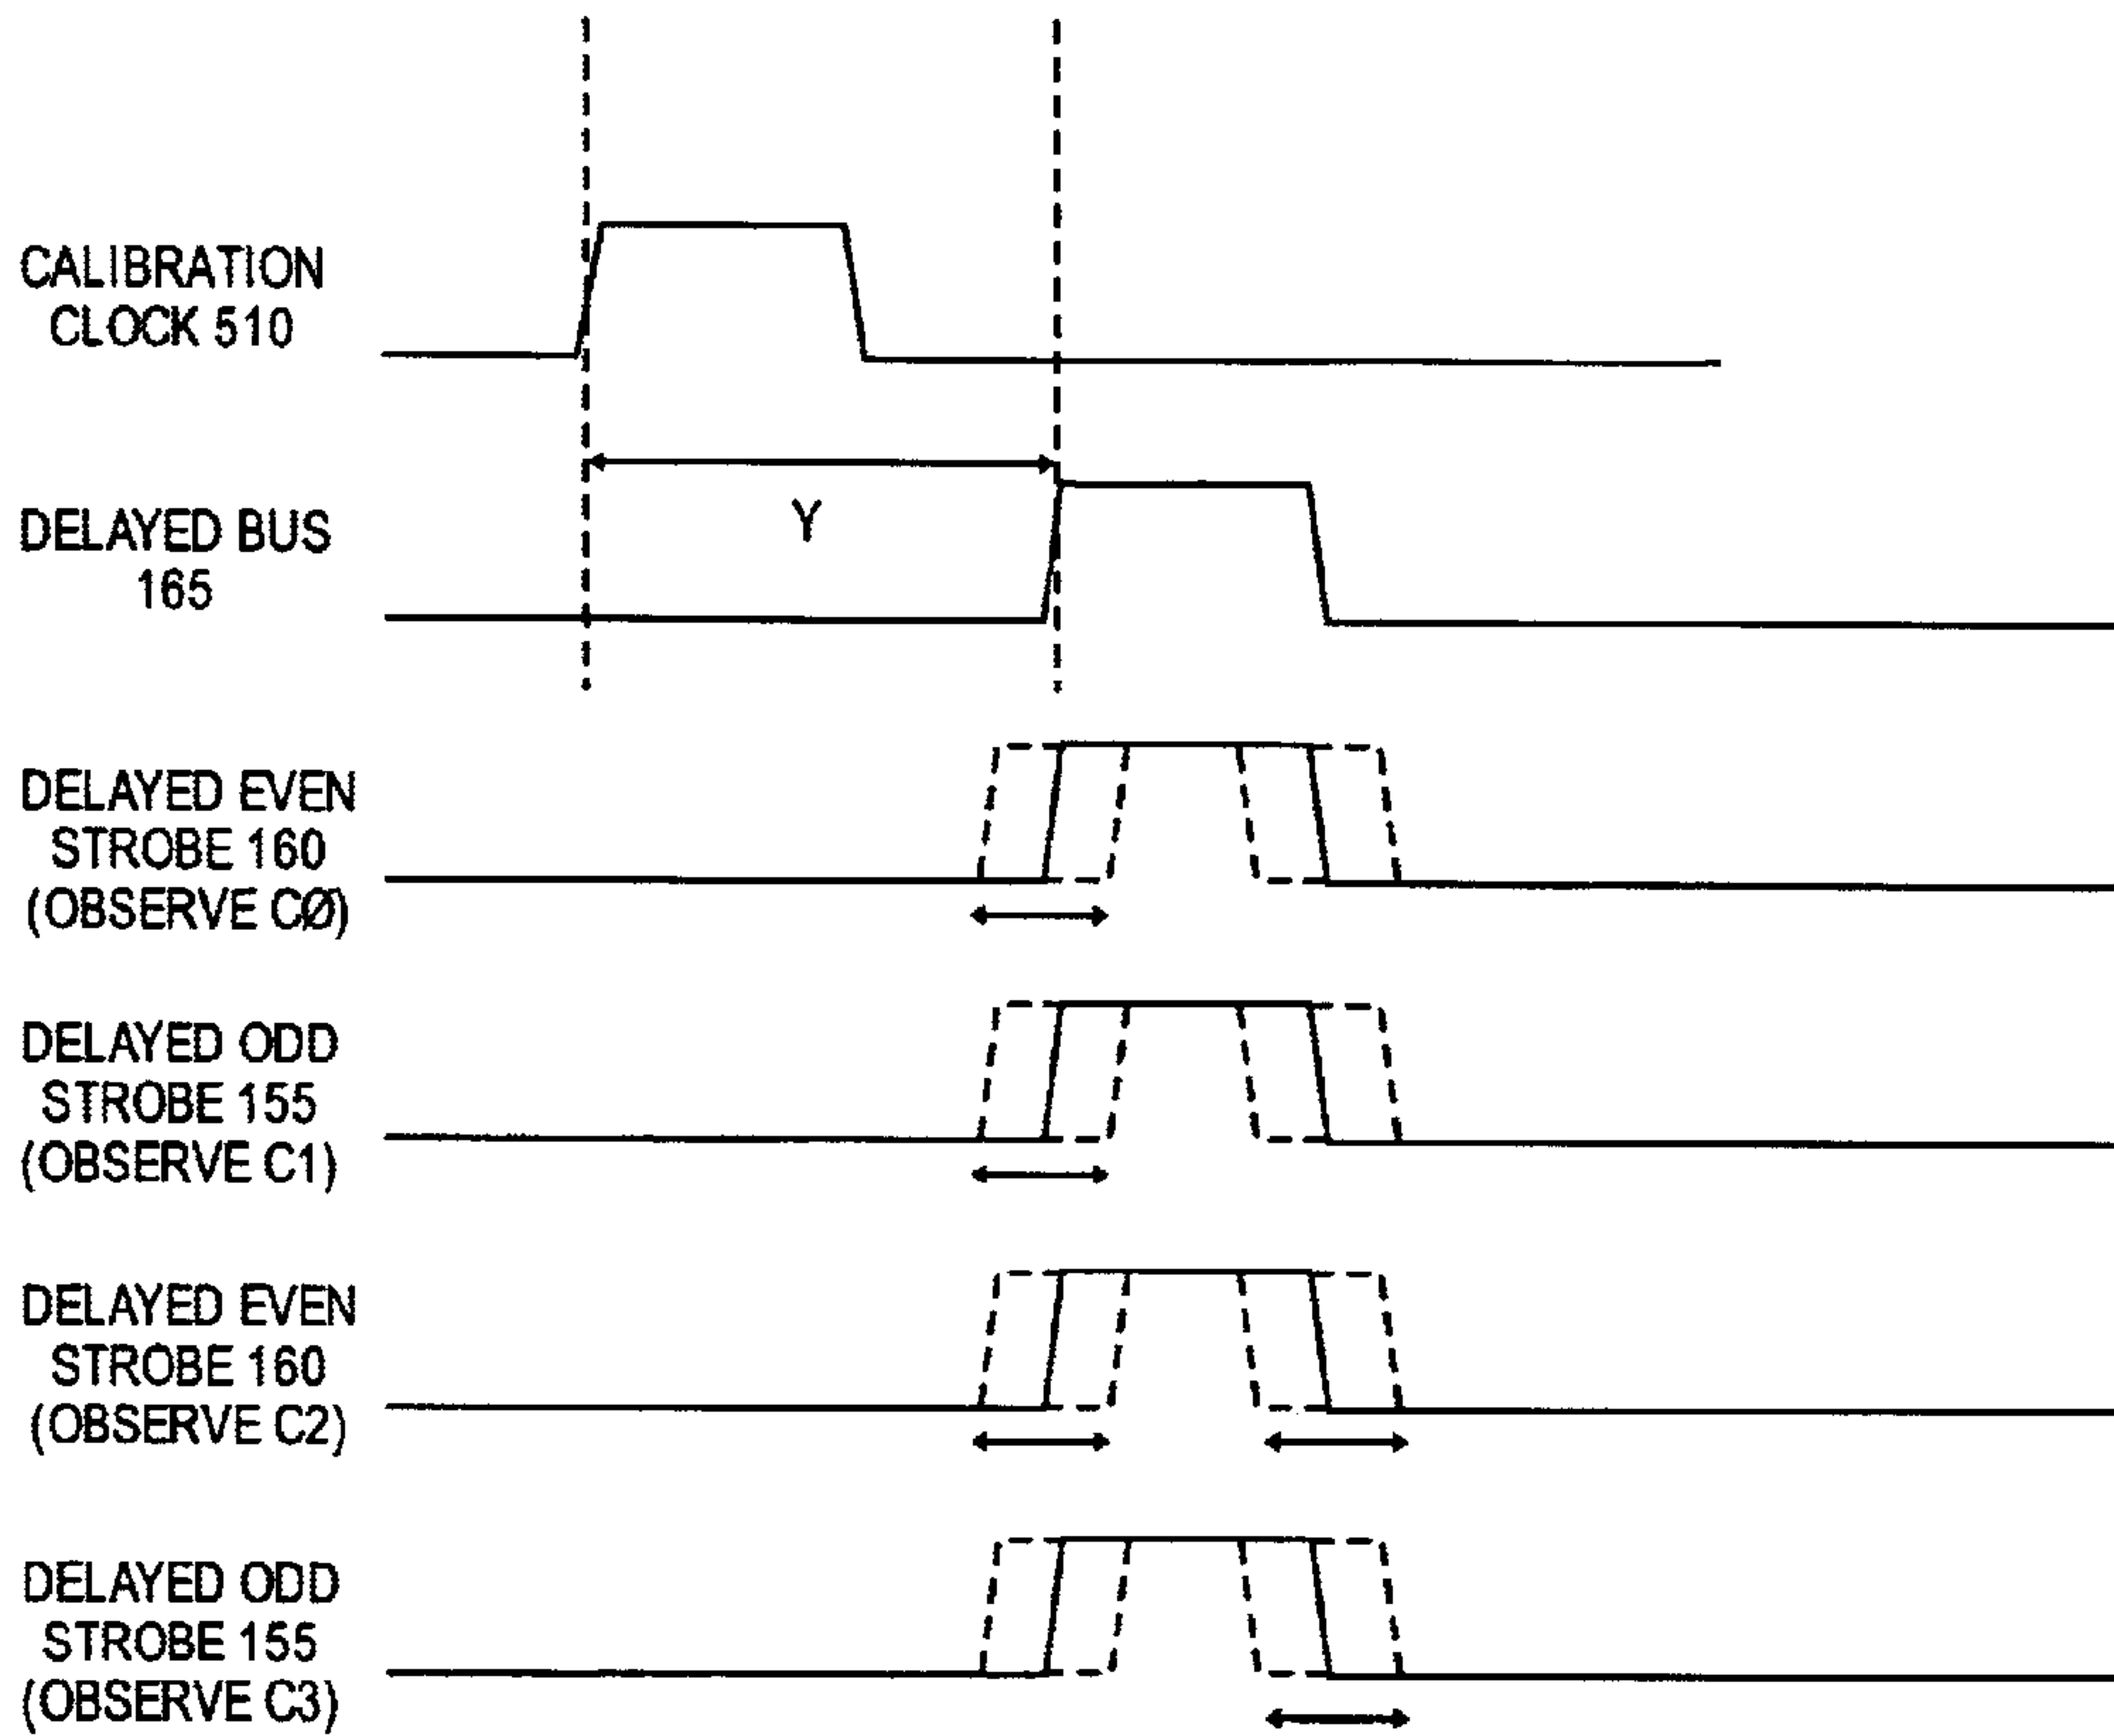 CALIBRATION
CLOCK 510
Y
DELAYED BUS
165
DELAYED EVEN
STROBE 160
(OBSERVE CØ)
DELAYED ODD
STROBE 155
(OBSERVE C1)
DELAYED EVEN
STROBE 160
(OBSERVE C2)
DELAYED ODD
STROBE 155
(OBSERVE C3)